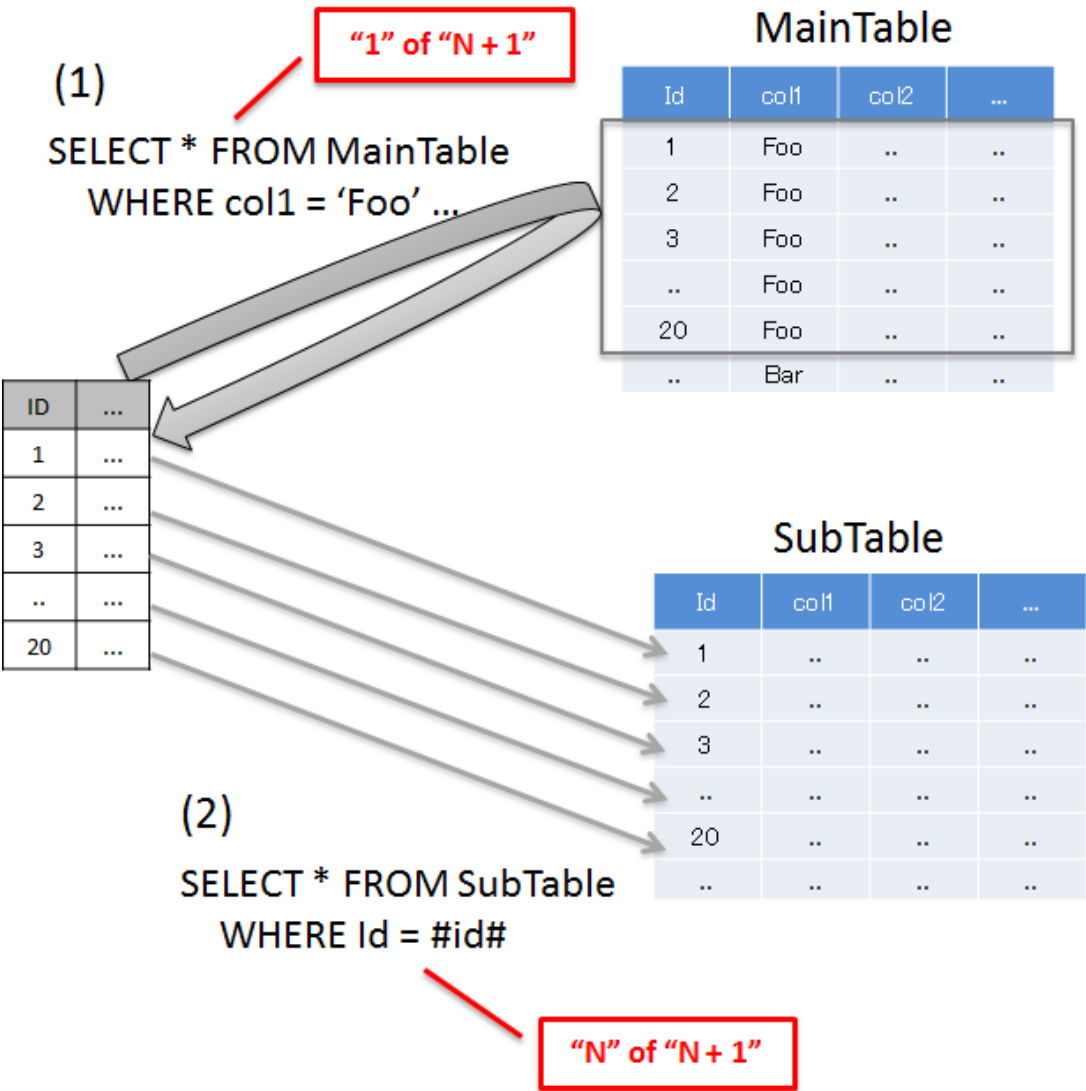 “1” of “N + 1”
MainTable
(1)
SELECT * FROM MainTable
WHERE col1 = ‘Foo’ ...
Id col1 col2 ...
1 Foo .. ..
2 Foo .. ..
3 Foo .. ..
.. Foo .. ..
20 Foo .. ..
.. Bar .. ..
ID ...
1 ...
2 ...
3 ...
.. ...
20 ...
SubTable
Id col1 col2 ...
1 .. .. ..
2 .. .. ..
3 .. .. ..
.. .. .. ..
20 .. .. ..
.. .. .. ..
(2)
SELECT * FROM SubTable
WHERE Id = #id#
“N” of “N + 1”